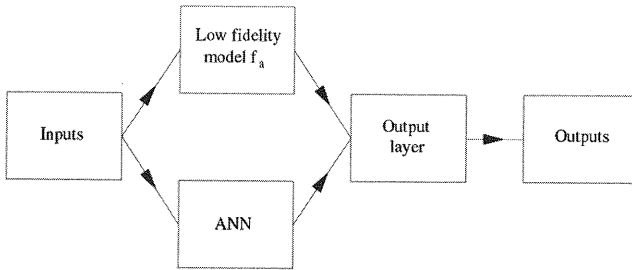 Low fidelity
model f_a
Inputs
Output
layer
Outputs
ANN